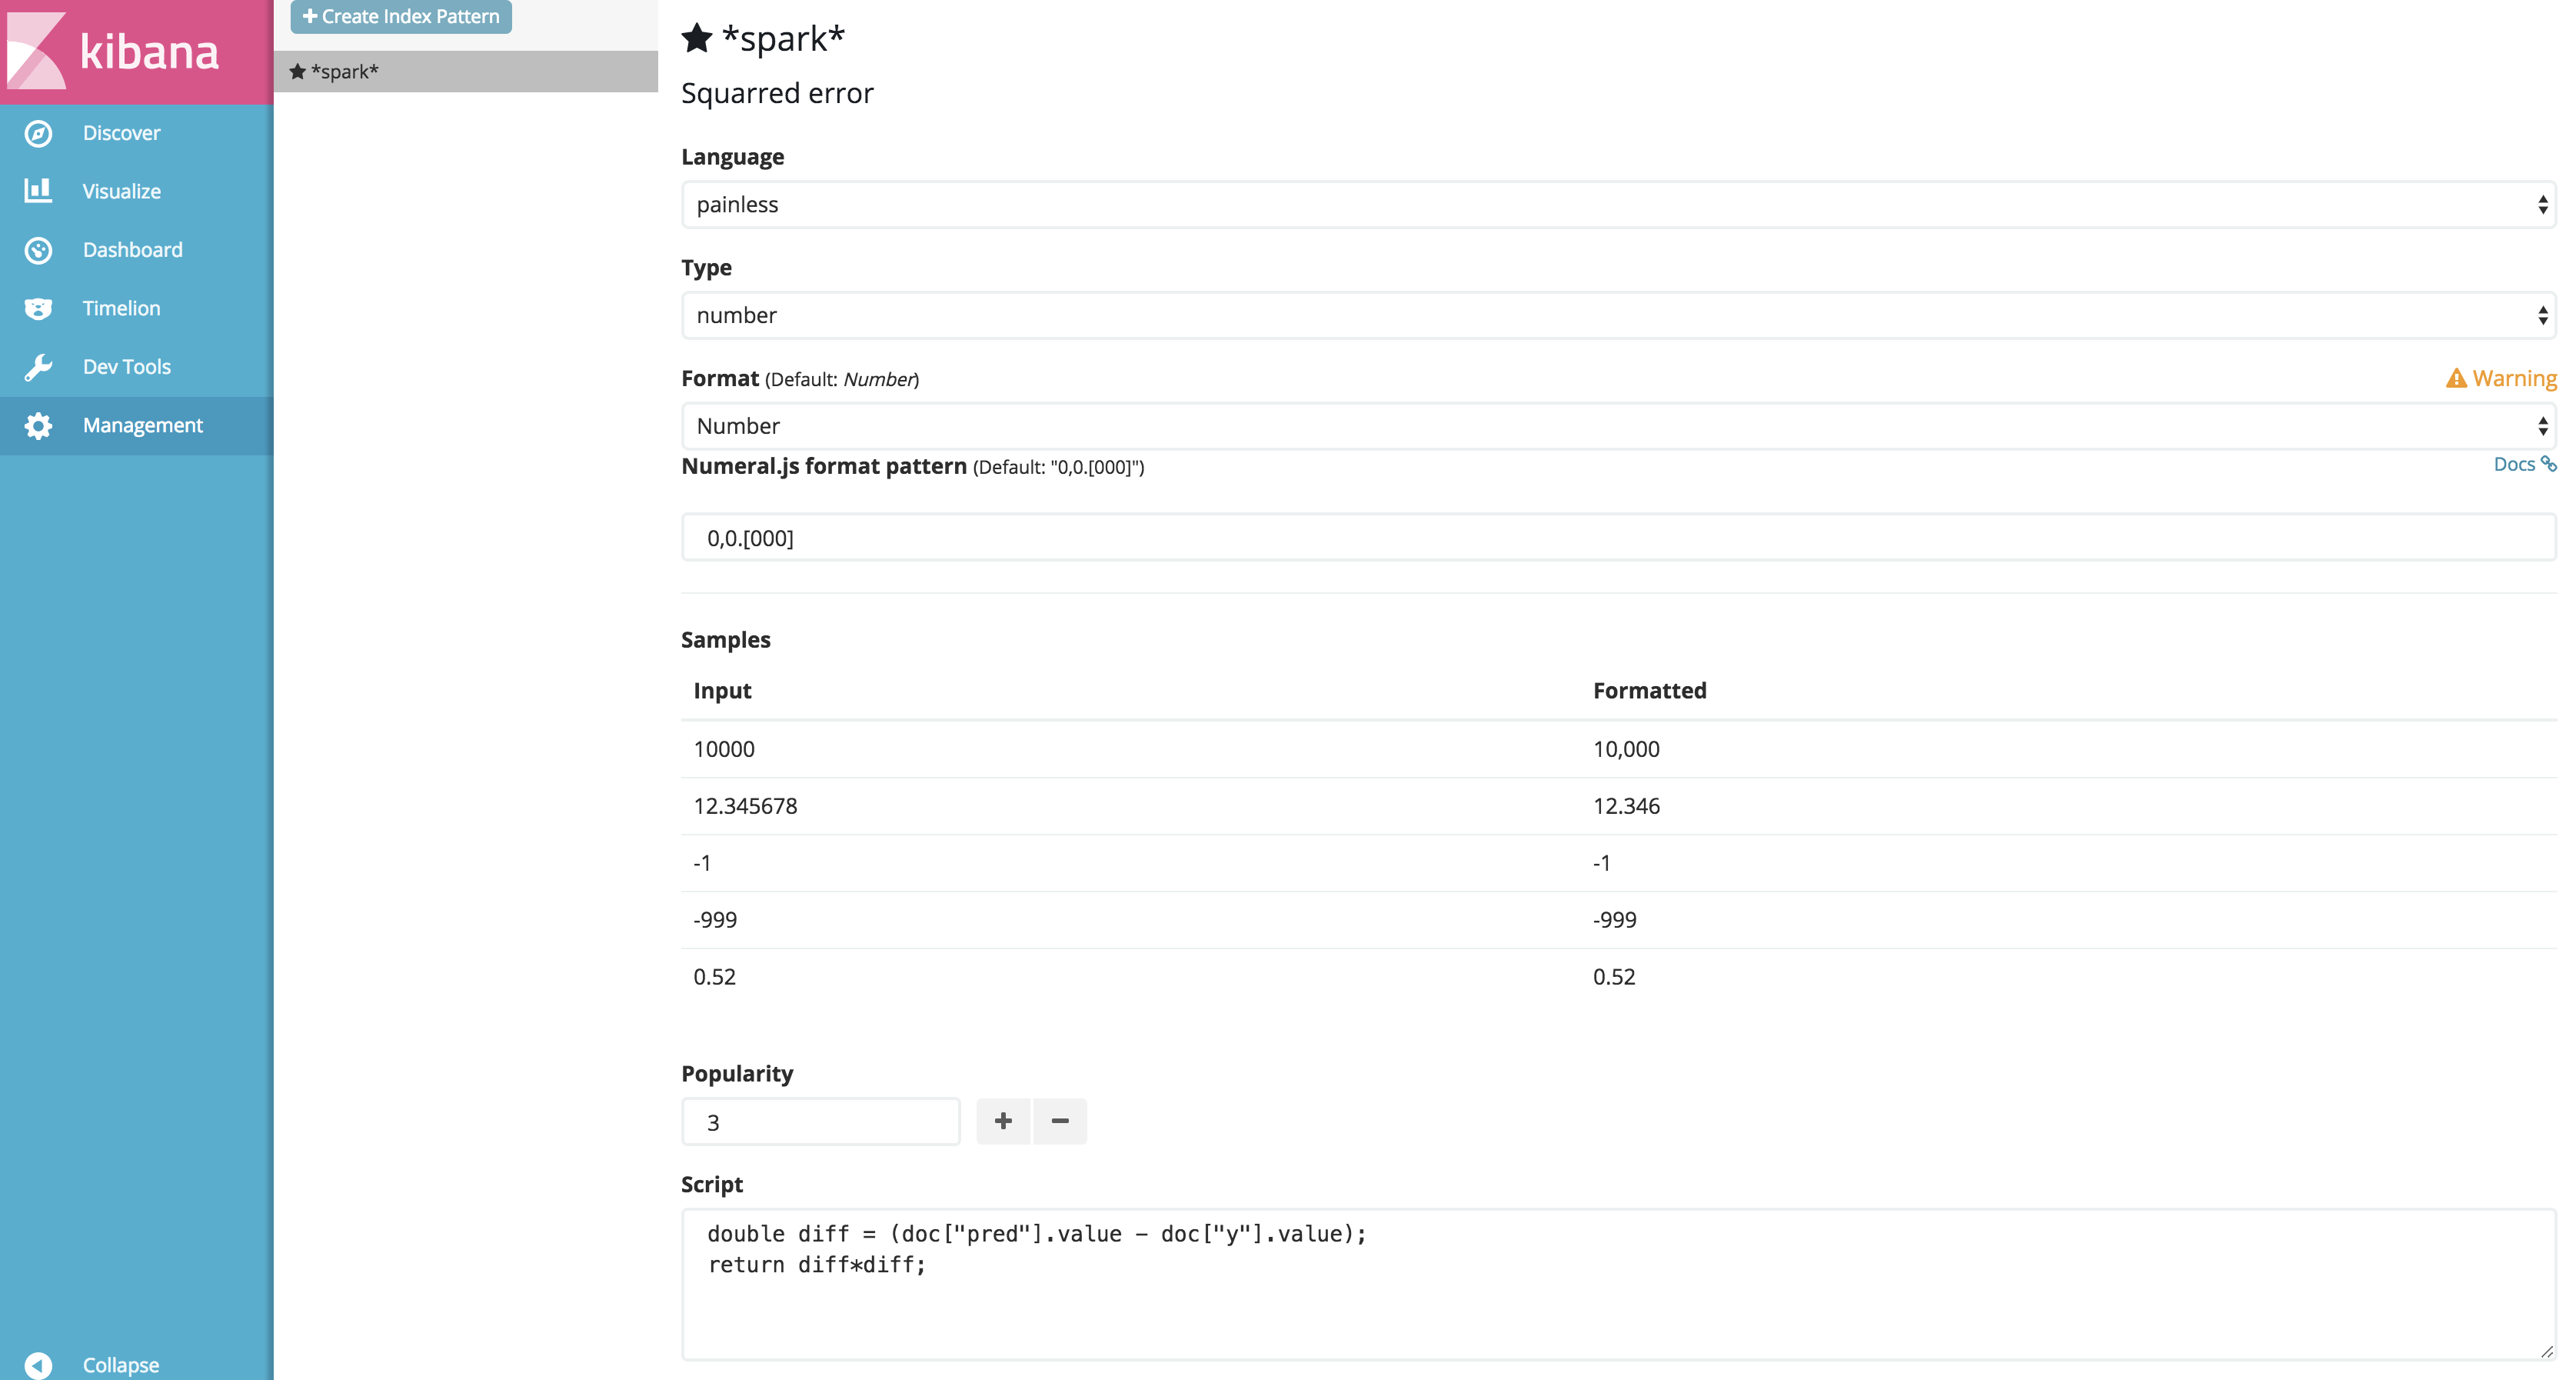 kibana
Discover
Visualize
Dashboard
Timelion
Dev Tools
Management
Collapse
Create Index Pattern
*spark*
*spark*
Squarred error
Language
painless
Type
number
Format (Default: Number)
Warning
Number
Numeral.js format pattern (Default: "0,0.[000]")
Docs
0,0.[000]
Samples
Input Formatted
10000 10,000
12.345678 12.346
-1 -1
-999 -999
0.52 0.52
Popularity
3
Script
double diff = (doc["pred"].value - doc["y"].value);
return diff*diff;